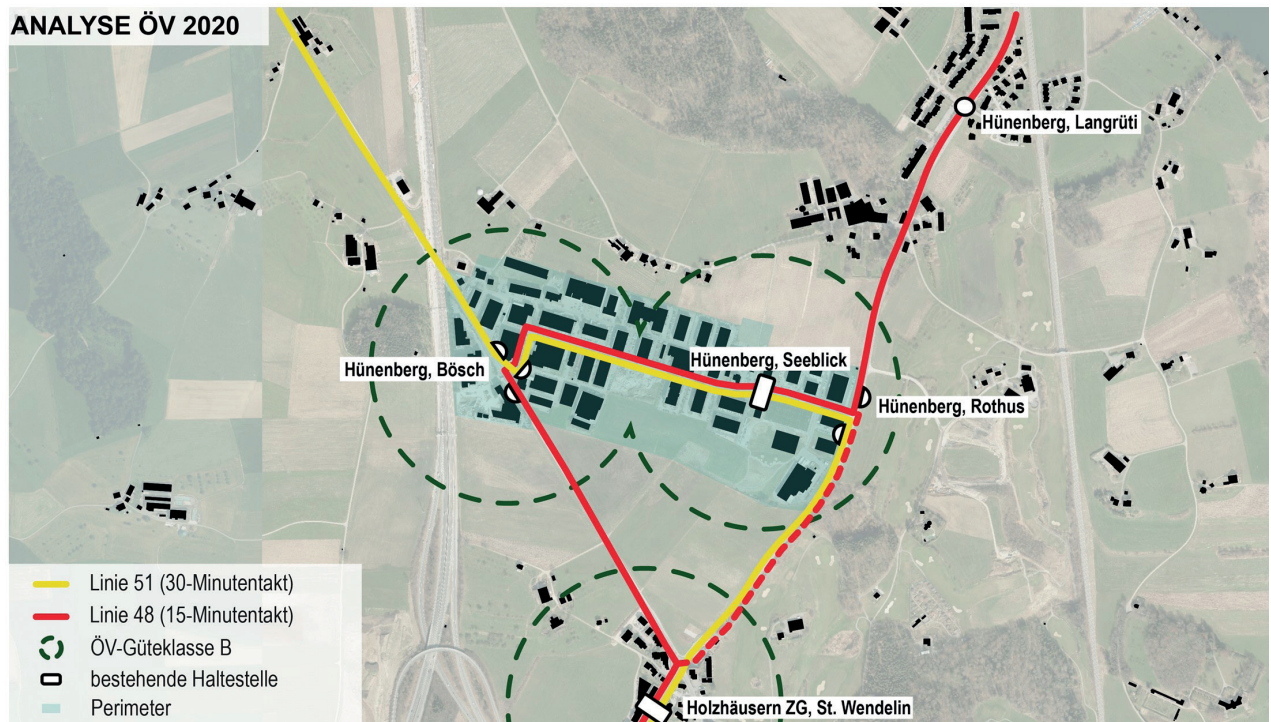 ANALYSE ÖV 2020
Hünenberg, Langrüti
Hünenberg, Seeblick
Hünenberg, Bösch
Hünenberg, Rothus
Linie 51 (30-Minutentakt)
Linie 48 (15-Minutentakt)
ÖV-Güteklasse B
bestehende Haltestelle
Perimeter
Holzhäusern ZG, St. Wendelin